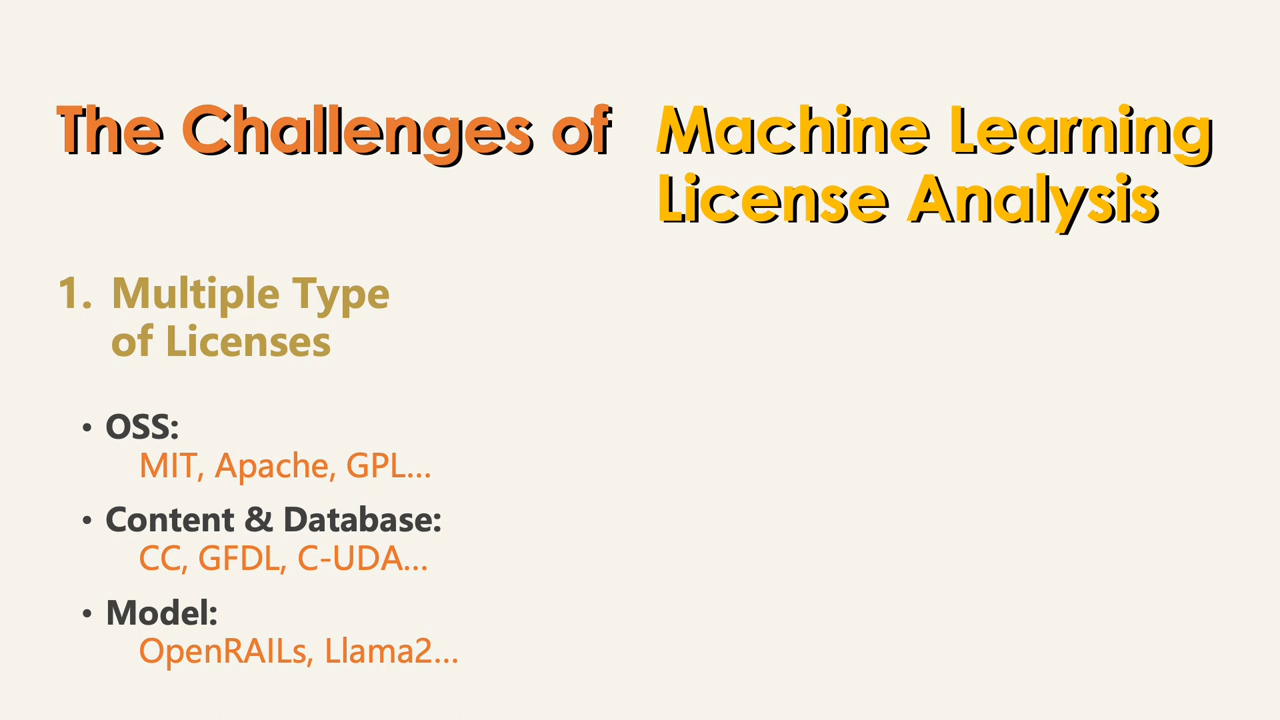 The Challenges of Machine Learning
License Analysis
1. Multiple Type
of Licenses
• OSS:
MIT, Apache, GPL...
• Content & Database:
CC, GFDL, C-UDA...
• Model:
OpenRAILs, Llama2...